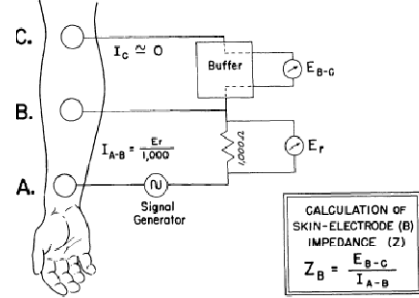 C.
I_C ≃ 0
Buffer
E_B-C
B.
I_A-B = Er/1,000
1,000Ω
E_r
A.
Signal
Generator
CALCULATION OF
SKIN-ELECTRODE (B)
IMPEDANCE (Z)
Z_B = E_B-C / I_A-B